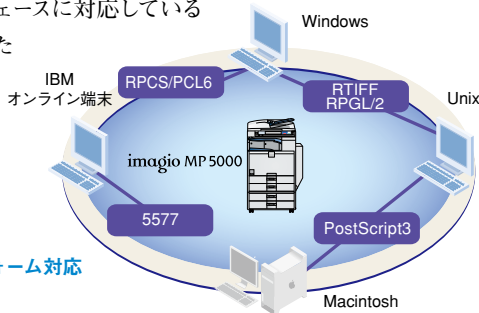 ェースに対応している
た
Windows
IBM
オンライン端末
RPCS/PCL6
RTIFF
RPGL/2
Unix
imagio MP 5000
5577
PostScript3
ォーム対応
Macintosh